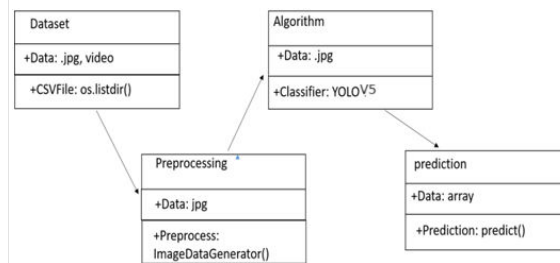 Dataset
+Data: .jpg, video
+CSVFile: os.listdir()
Preprocessing
+Data: jpg
+Preprocess:
ImageDataGenerator()
Algorithm
+Data: .jpg
+Classifier: YOLOV5
prediction
+Data: array
+Prediction: predict()